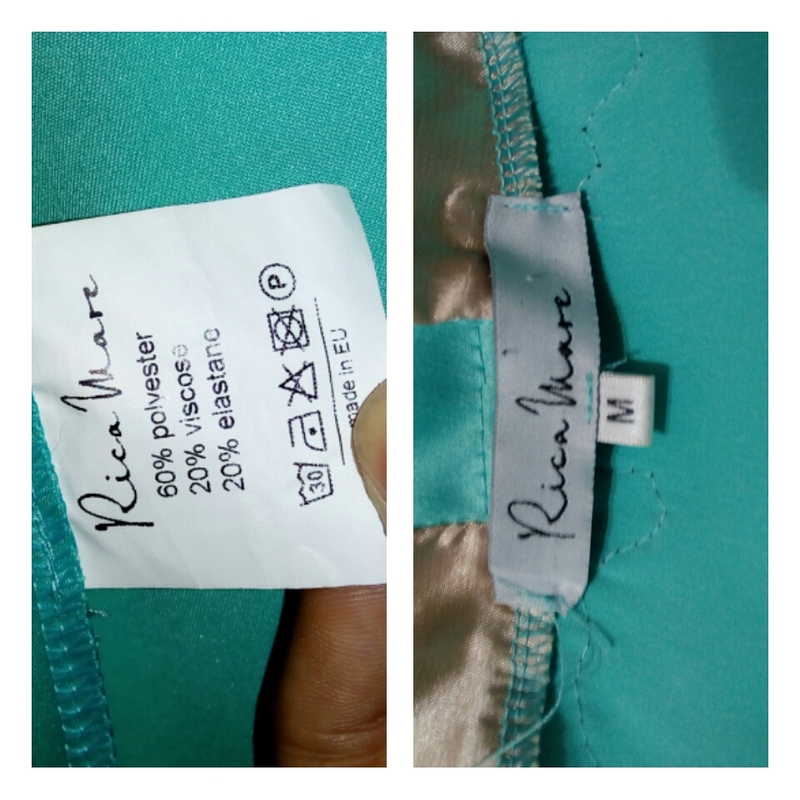 Rica Mare
60% polyester
20% viscose
20% elastane
30
P
made in EU
Rica Mare
M